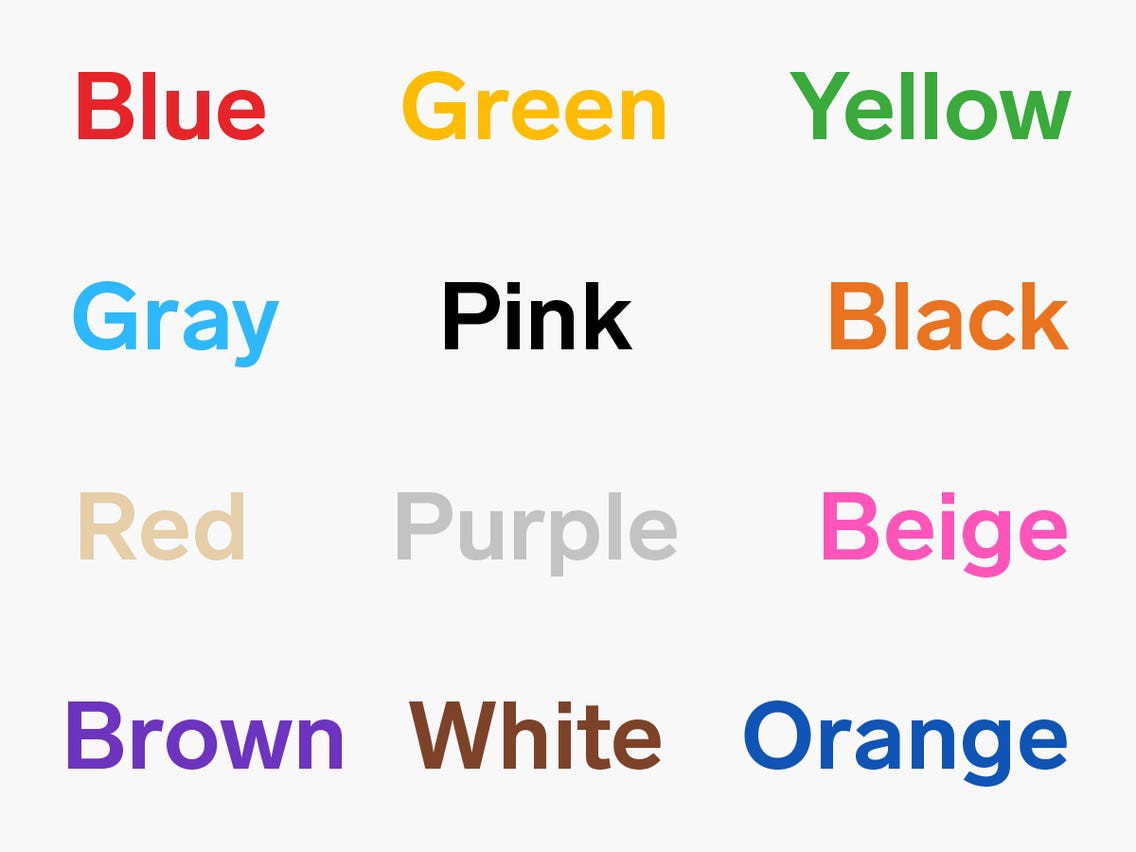 Blue Green Yellow
Gray Pink Black
Red Purple Beige
Brown White Orange